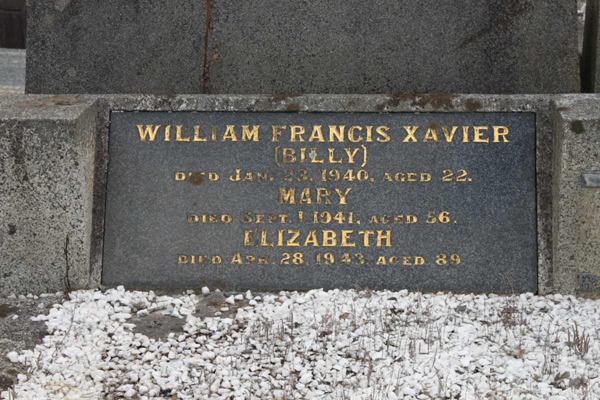 WILLIAM FRANCIS XAVIER
(BILLY)
DIED JAN. 23. 1940, AGED 22.
MARY
DIED SEPT. 1. 1941, AGED 56.
ELIZABETH
DIED APR. 28. 1943. AGED 89